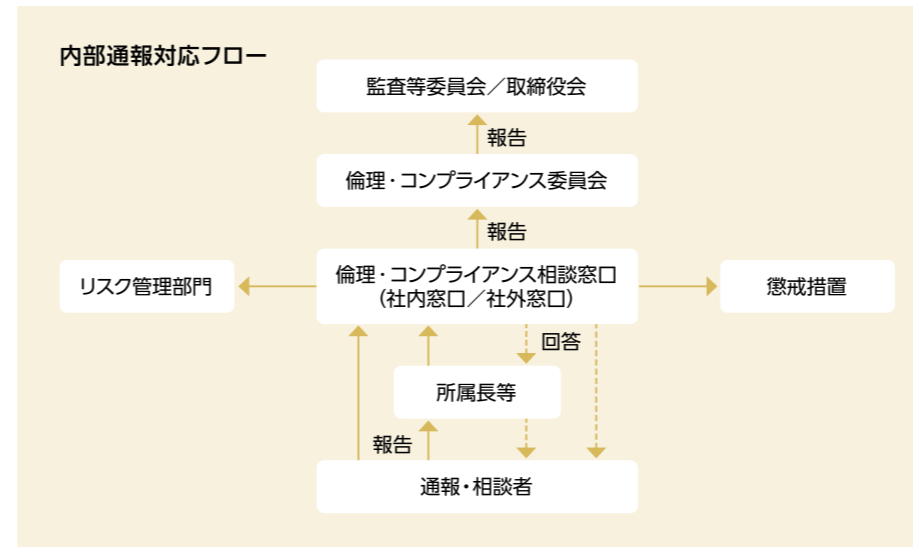 内部通報対応フロー
監査等委員会／取締役会
報告
倫理・コンプライアンス委員会
報告
リスク管理部門
倫理・コンプライアンス相談窓口
（社内窓口／社外窓口）
懲戒措置
回答
所属長等
報告
通報・相談者